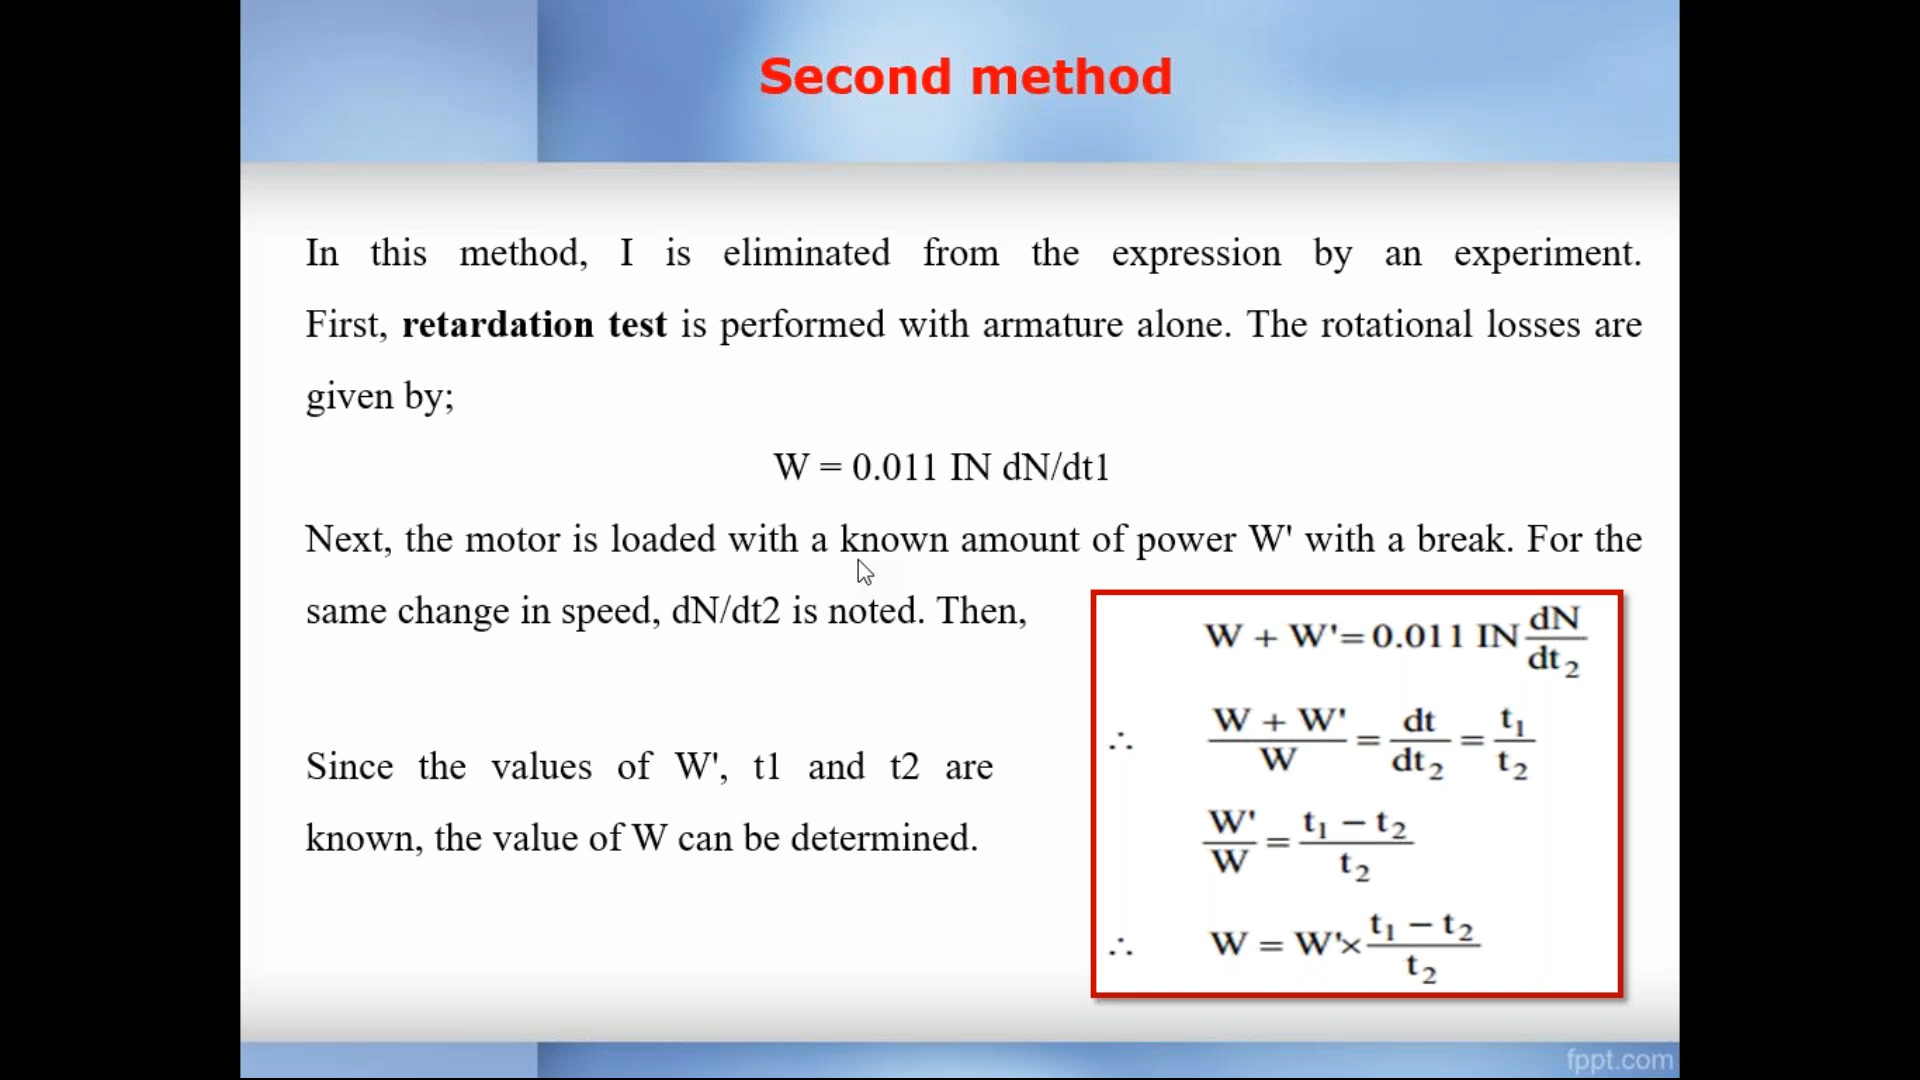 Second method
In this method, I is eliminated from the expression by an experiment.
First, retardation test is performed with armature alone. The rotational losses are
given by;
W = 0.011 IN dN/dt1
Next, the motor is loaded with a known amount of power W' with a break. For the
same change in speed, dN/dt2 is noted. Then,
Since the values of W', t1 and t2 are
known, the value of W can be determined.
W + W'= 0.011 IN dN/dt₂
∴ (W + W')/W = dt/dt₂ = t₁/t₂
W'/W = (t₁ − t₂)/t₂
∴ W = W'× (t₁ − t₂)/t₂
fppt.com